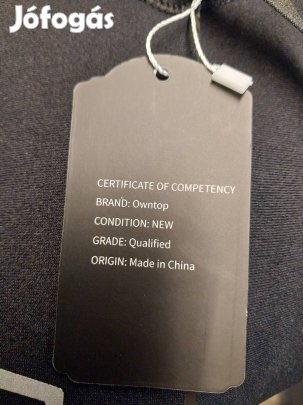 Jófogás
CERTIFICATE OF COMPETENCY
BRAND: Owntop
CONDITION: NEW
GRADE: Qualified
ORIGIN: Made in China